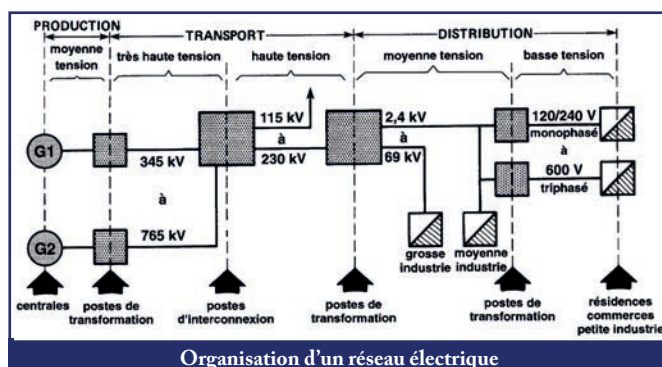 PRODUCTION
TRANSPORT
DISTRIBUTION
moyenne
tension
très haute tension
haute tension
moyenne tension
basse tension
G1
345 kV
à
765 kV
G2
115 kV
à
230 kV
2,4 kV
à
69 kV
120/240 V
monophasé
à
600 V
triphasé
grosse
industrie
moyenne
industrie
centrales
postes de
transformation
postes
d'interconnexion
postes de
transformation
postes de
transformation
résidences
commerces
petite industrie
Organisation d'un réseau électrique